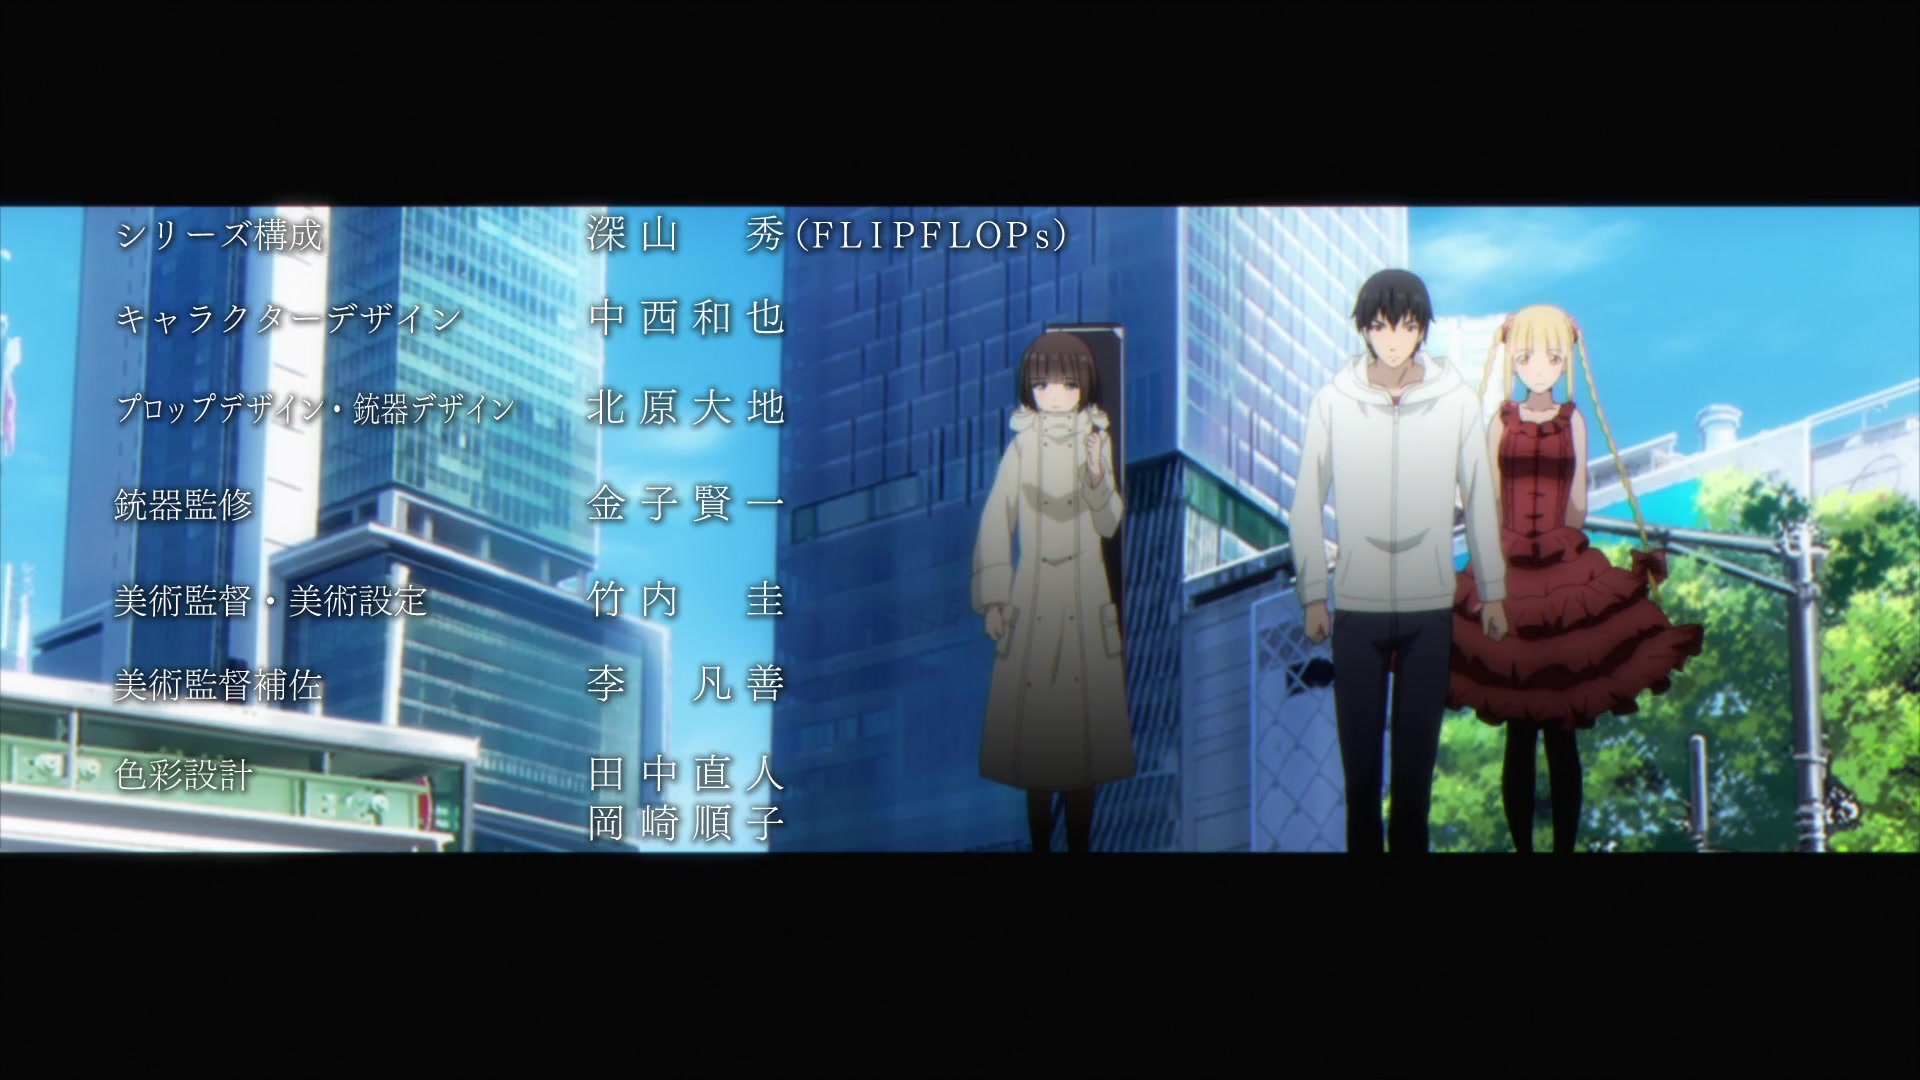 シリーズ構成 深山 秀(FLIPFLOPs)
キャラクターデザイン 中西和也
プロップデザイン・銃器デザイン 北原大地
銃器監修 金子賢一
美術監督・美術設定 竹内 圭
美術監督補佐 李 凡善
色彩設計 田中直人
岡崎順子